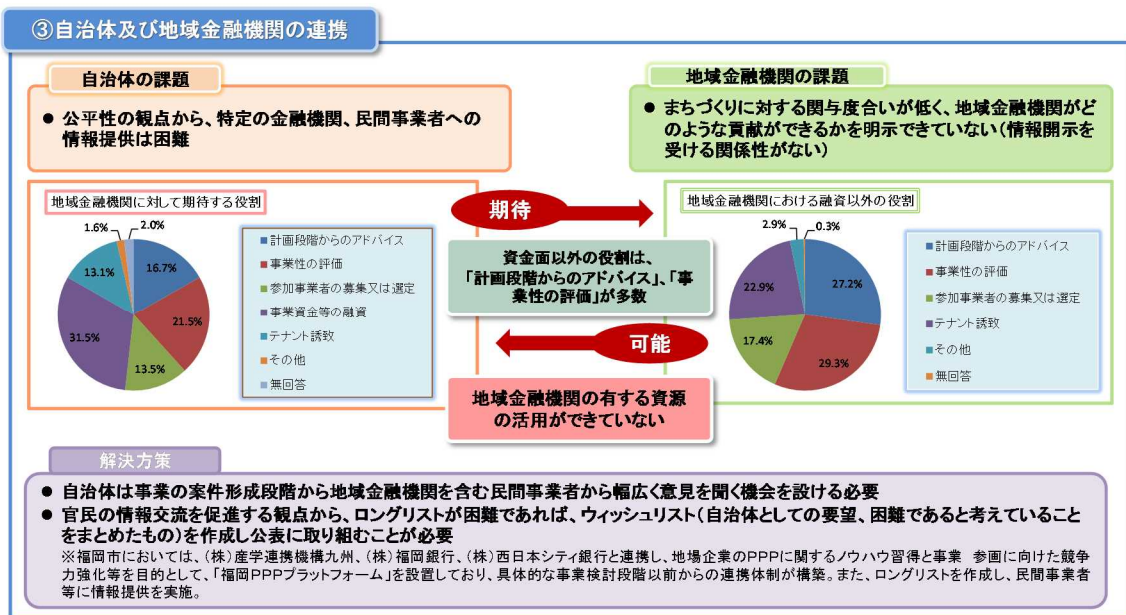 ③自治体及び地域金融機関の連携
自治体の課題
● 公平性の観点から、特定の金融機関、民間事業者への
情報提供は困難
地域金融機関の課題
● まちづくりに対する関与度合いが低く、地域金融機関がど
のような貢献ができるかを明示できていない(情報開示を
受ける関係性がない)
地域金融機関に対して期待する役割
1.6%
2.0%
16.7%
13.1%
21.5%
31.5%
13.5%
計画段階からのアドバイス
事業性の評価
参加事業者の募集又は選定
事業資金等の融資
テナント誘致
その他
無回答
期待
資金面以外の役割は、
「計画段階からのアドバイス」、「事
業性の評価」が多数
可能
地域金融機関の有する資源
の活用ができていない
地域金融機関における融資以外の役割
2.9%
0.3%
27.2%
22.9%
17.4%
29.3%
計画段階からのアドバイス
事業性の評価
参加事業者の募集又は選定
テナント誘致
その他
無回答
解決方策
● 自治体は事業の案件形成段階から地域金融機関を含む民間事業者から幅広く意見を聞く機会を設ける必要
● 官民の情報交流を促進する観点から、ロングリストが困難であれば、ウィッシュリスト(自治体としての要望、困難であると考えていること
をまとめたもの)を作成し公表に取り組むことが必要
※福岡市においては、(株)産学連携機構九州、(株)福岡銀行、(株)西日本シティ銀行と連携し、地場企業のPPPに関するノウハウ習得と事業 参画に向けた競争
力強化等を目的として、「福岡PPPプラットフォーム」を設置しており、具体的な事業検討段階以前からの連携体制が構築。また、ロングリストを作成し、民間事業者
等に情報提供を実施。